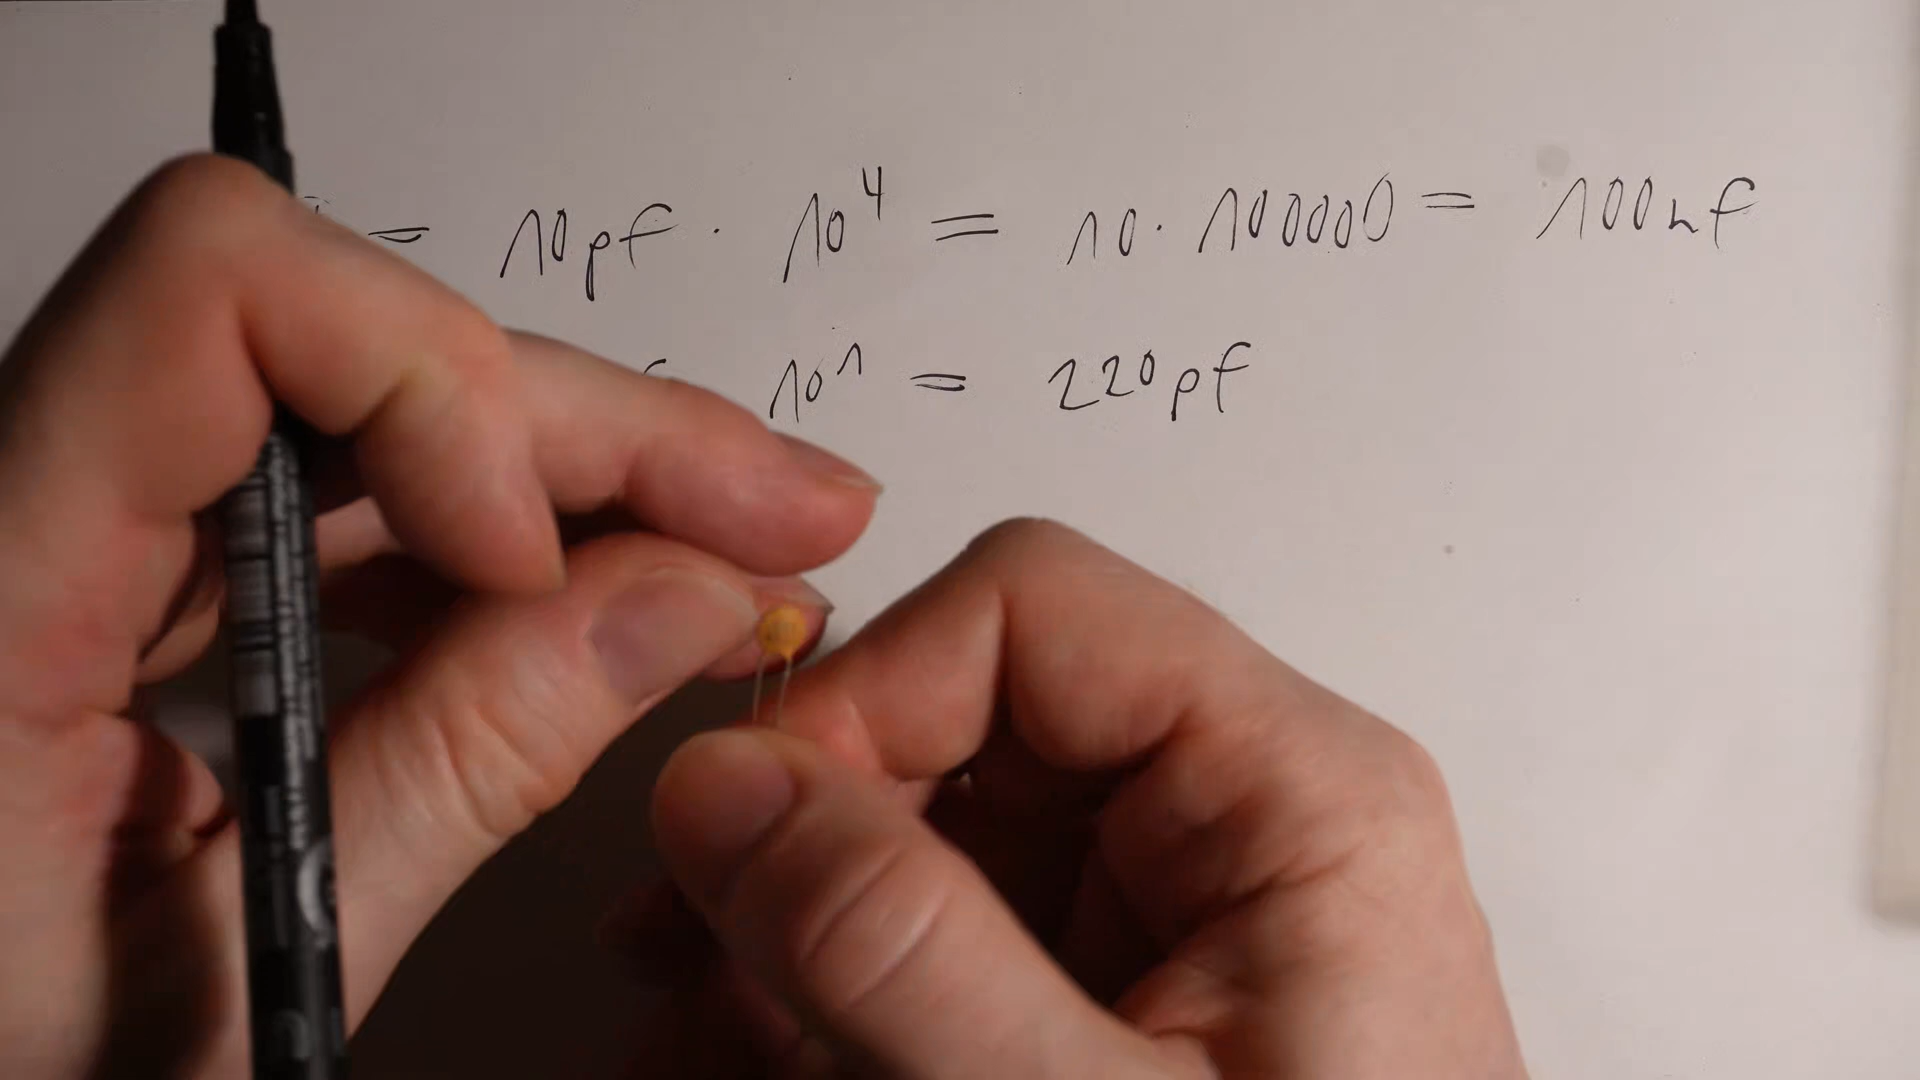 = 10pF · 10⁴ = 10 · 100000 = 100nF
10¹ = 220pF